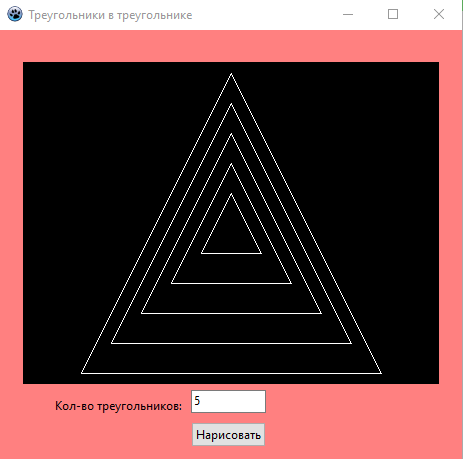 Треугольники в треугольнике
Кол-во треугольников: 5
Нарисовать